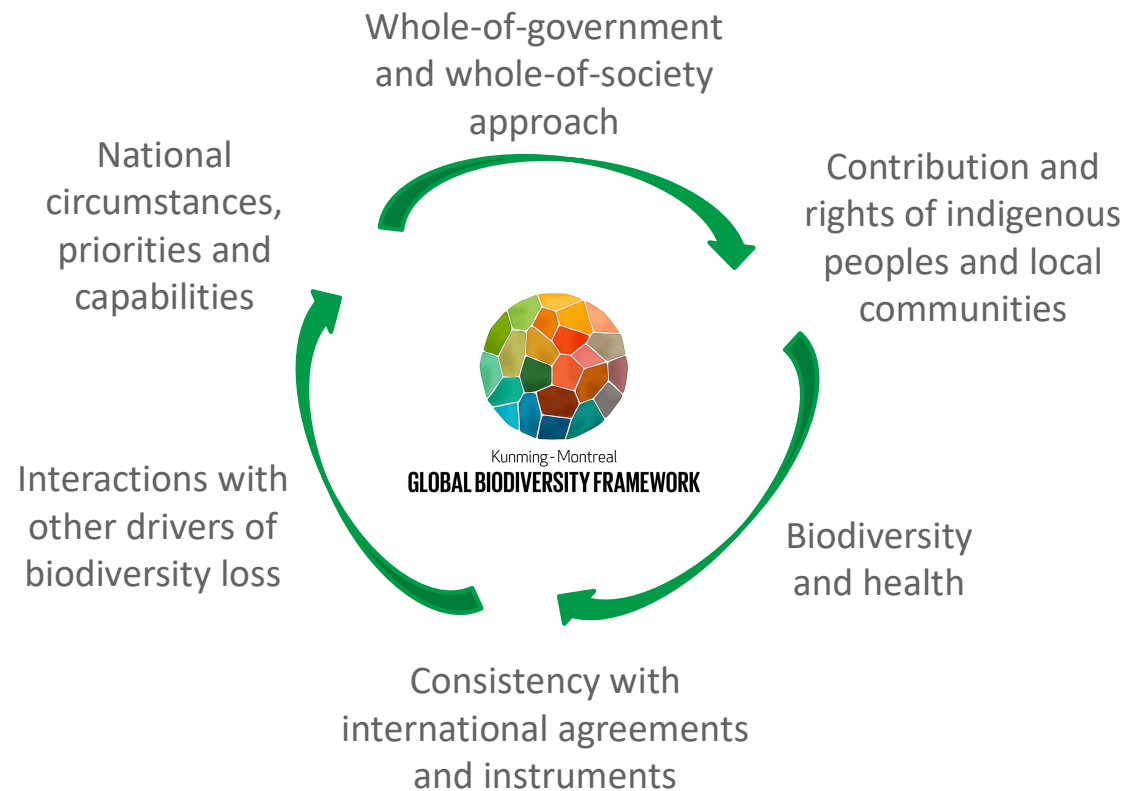 Whole-of-government
and whole-of-society
approach
National
circumstances,
priorities and
capabilities
Contribution and
rights of indigenous
peoples and local
communities
Kunming - Montreal
GLOBAL BIODIVERSITY FRAMEWORK
Interactions with
other drivers of
biodiversity loss
Biodiversity
and health
Consistency with
international agreements
and instruments